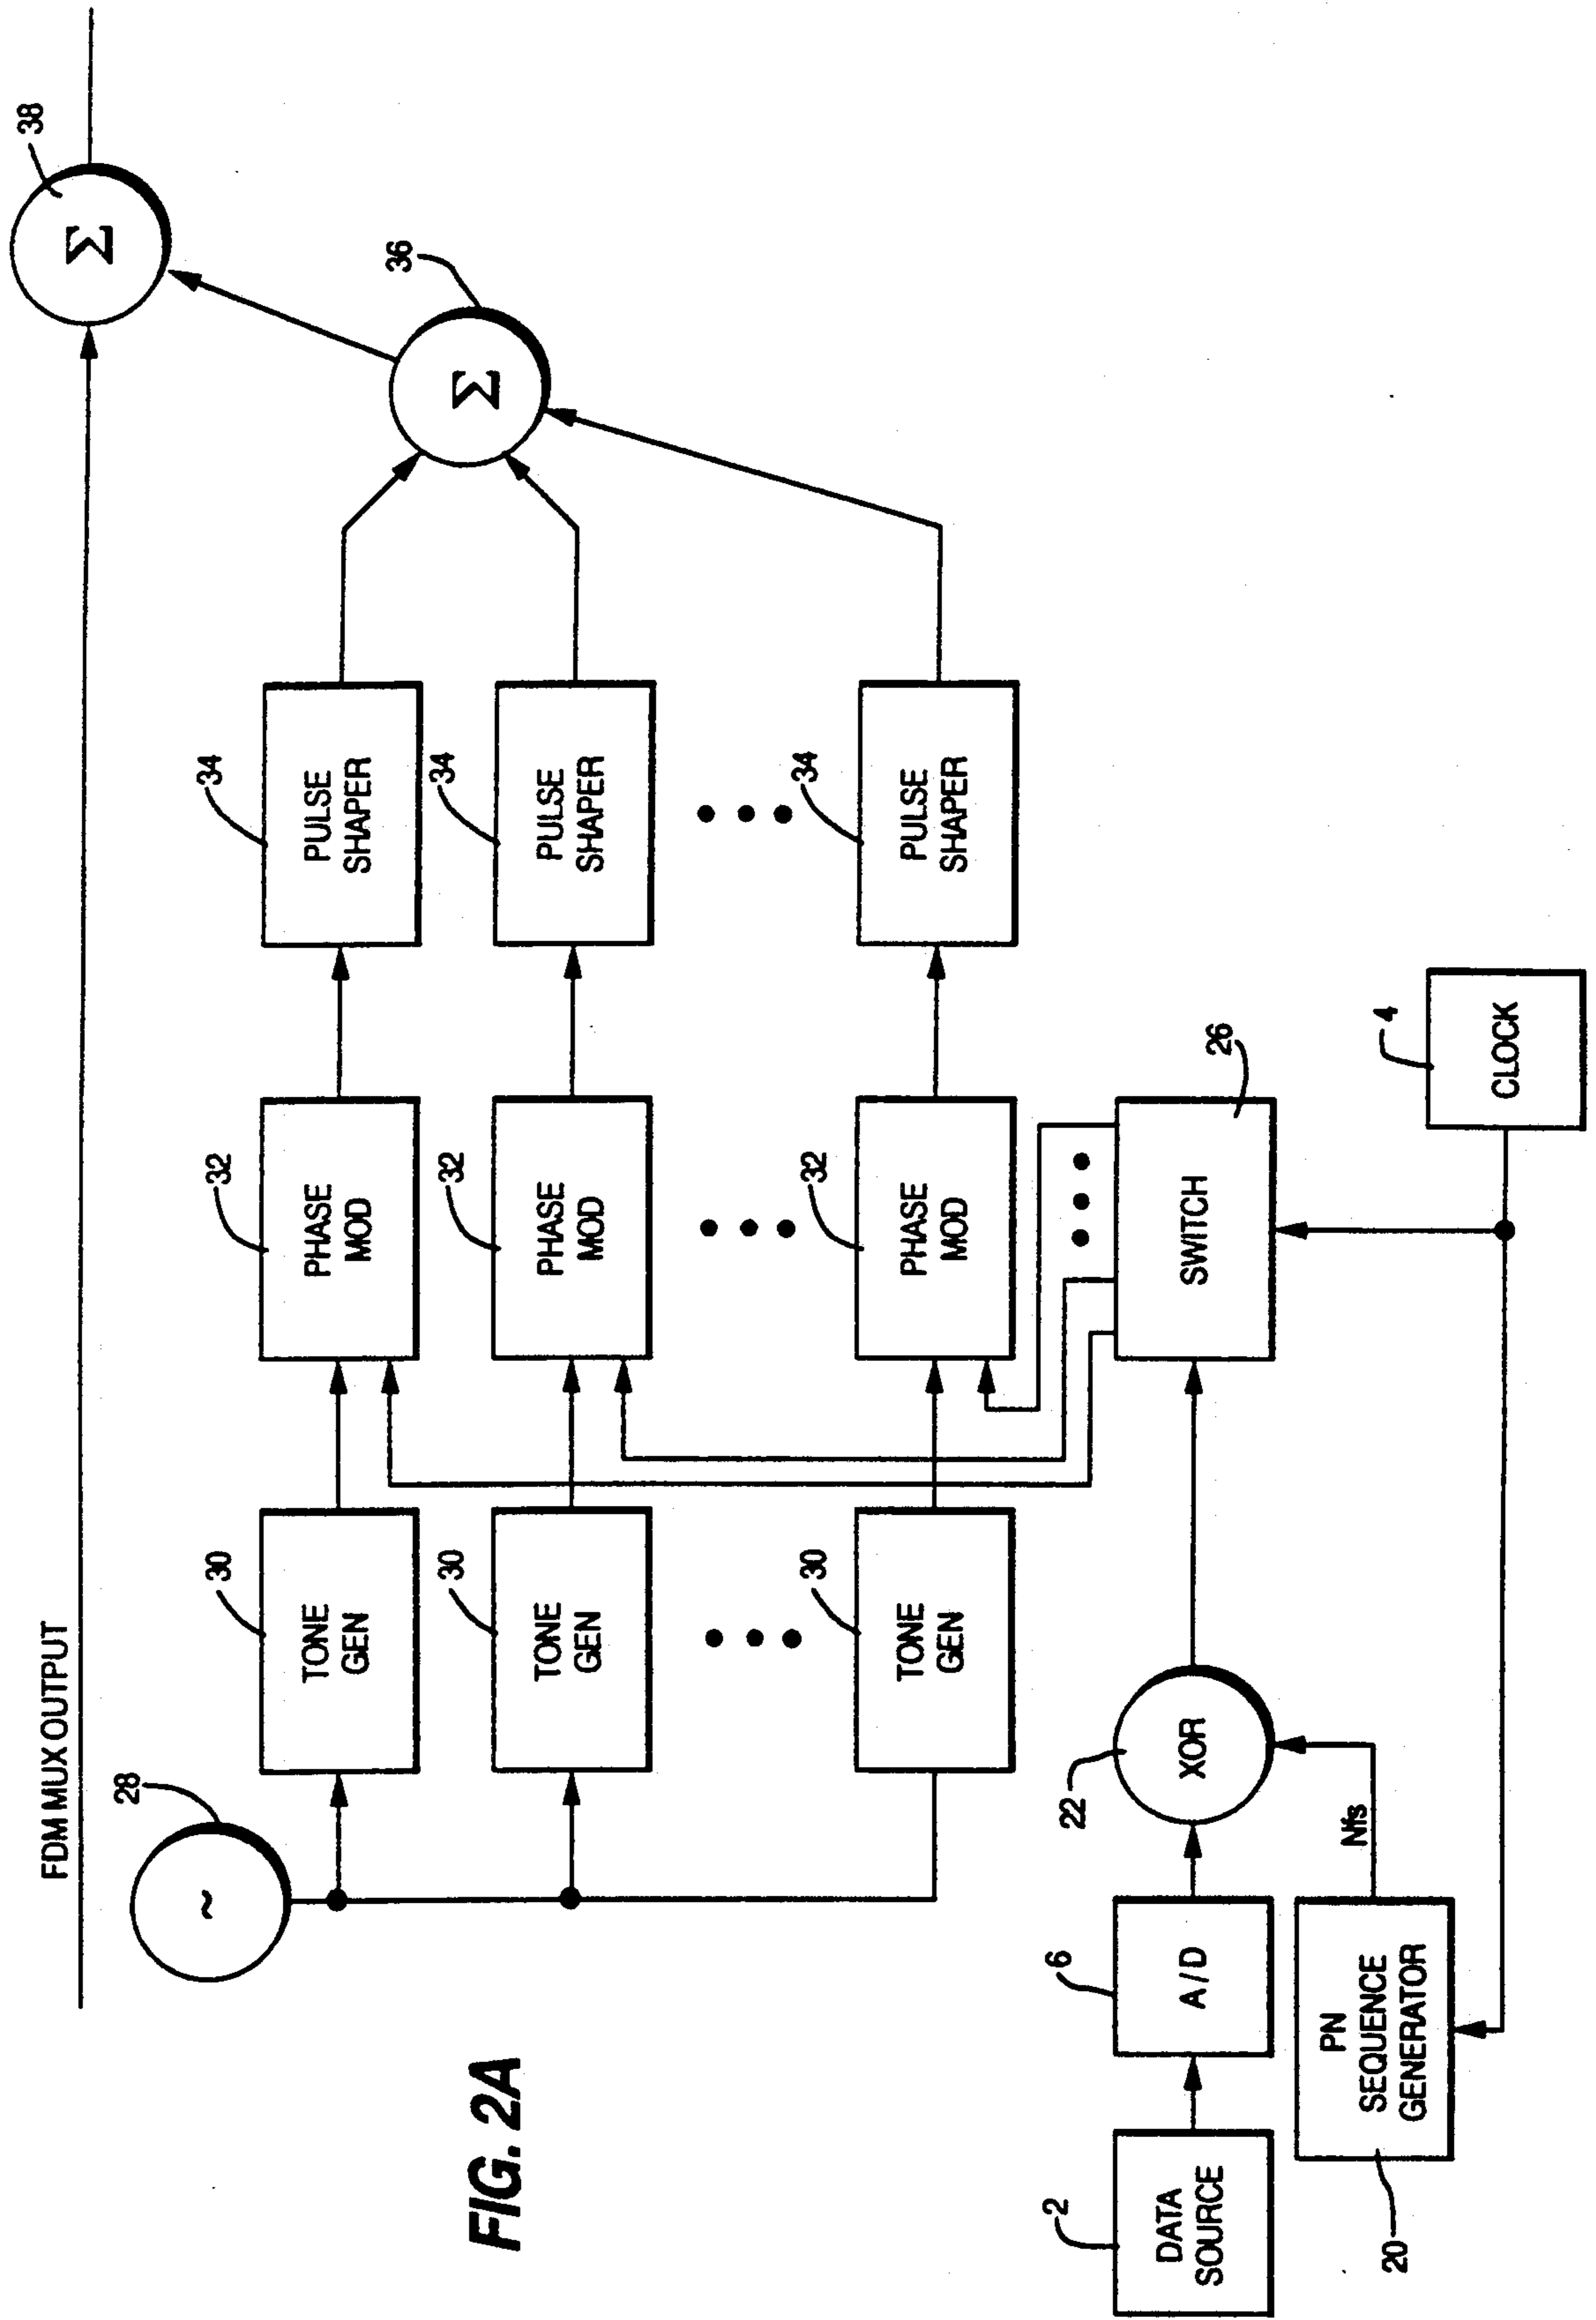 FDM MUX OUTPUT
38
Σ
28
~
30
TONE
GEN
32
PHASE
MOD
34
PULSE
SHAPER
36
Σ
30
TONE
GEN
32
PHASE
MOD
34
PULSE
SHAPER
30
TONE
GEN
32
PHASE
MOD
34
PULSE
SHAPER
FIG. 2A
2
DATA
SOURCE
6
A/D
22
XOR
26
SWITCH
Nfs
20
PN
SEQUENCE
GENERATOR
4
CLOCK